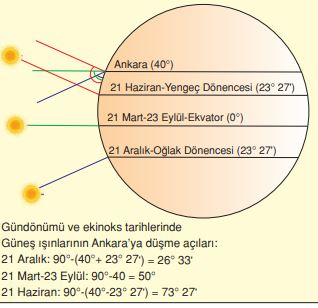 Ankara (40°)
21 Haziran-Yengeç Dönencesi (23° 27')
21 Mart-23 Eylül-Ekvator (0°)
21 Aralık-Oğlak Dönencesi (23° 27')
Gündönümü ve ekinoks tarihlerinde
Güneş ışınlarının Ankara'ya düşme açıları:
21 Aralık: 90°-(40°+ 23° 27') = 26° 33'
21 Mart-23 Eylül: 90°-40 = 50°
21 Haziran: 90°-(40°-23° 27') = 73° 27'